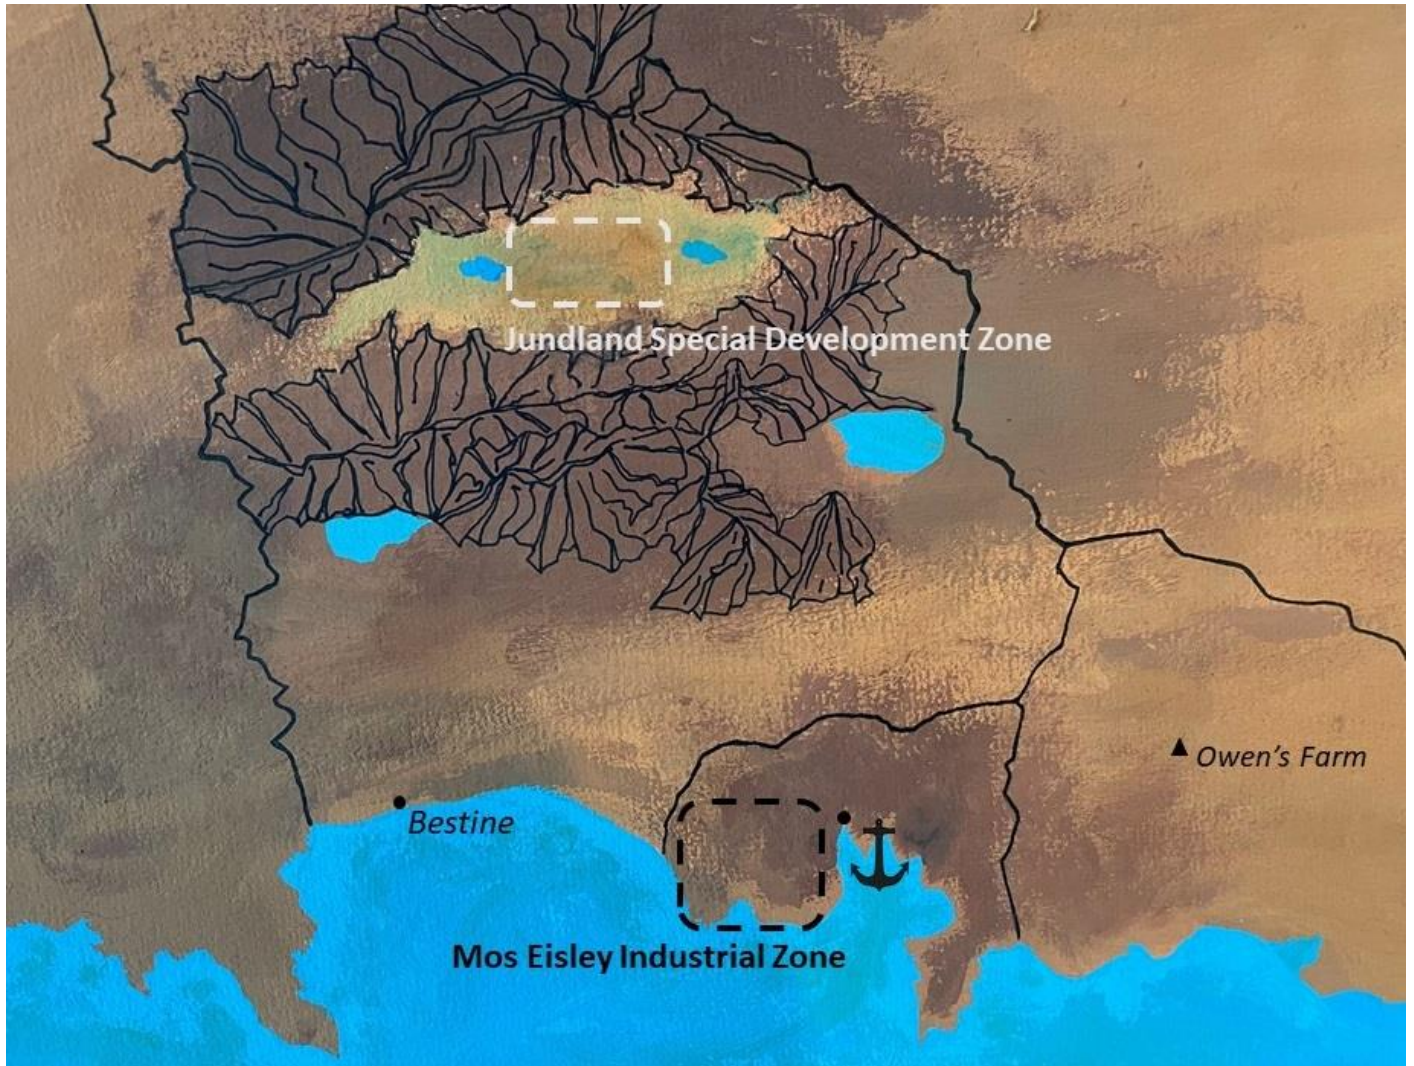 Jundland Special Development Zone
Owen's Farm
Bestine
Mos Eisley Industrial Zone